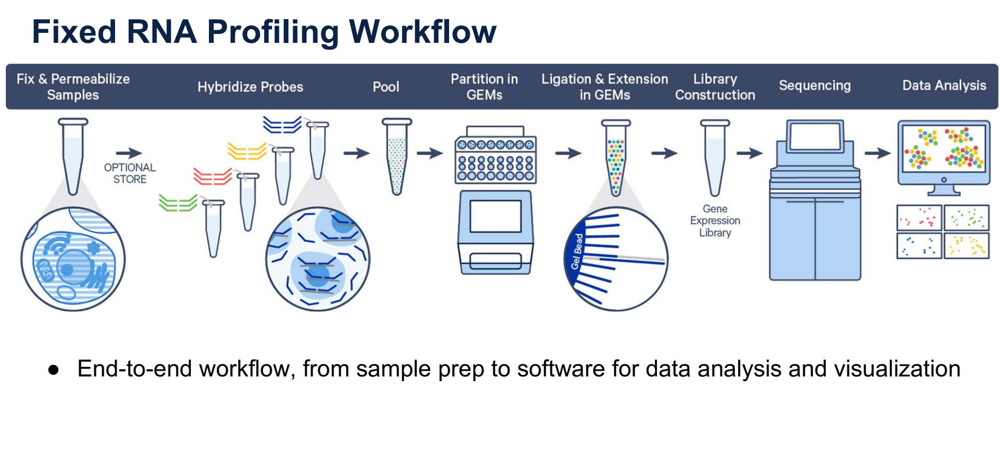 Fixed RNA Profiling Workflow
Fix & Permeabilize
Samples
Hybridize Probes
Pool
Partition in
GEMs
Ligation & Extension
in GEMs
Library
Construction
Sequencing
Data Analysis
OPTIONAL
STORE
Gel Bead
Gene
Expression
Library
● End-to-end workflow, from sample prep to software for data analysis and visualization